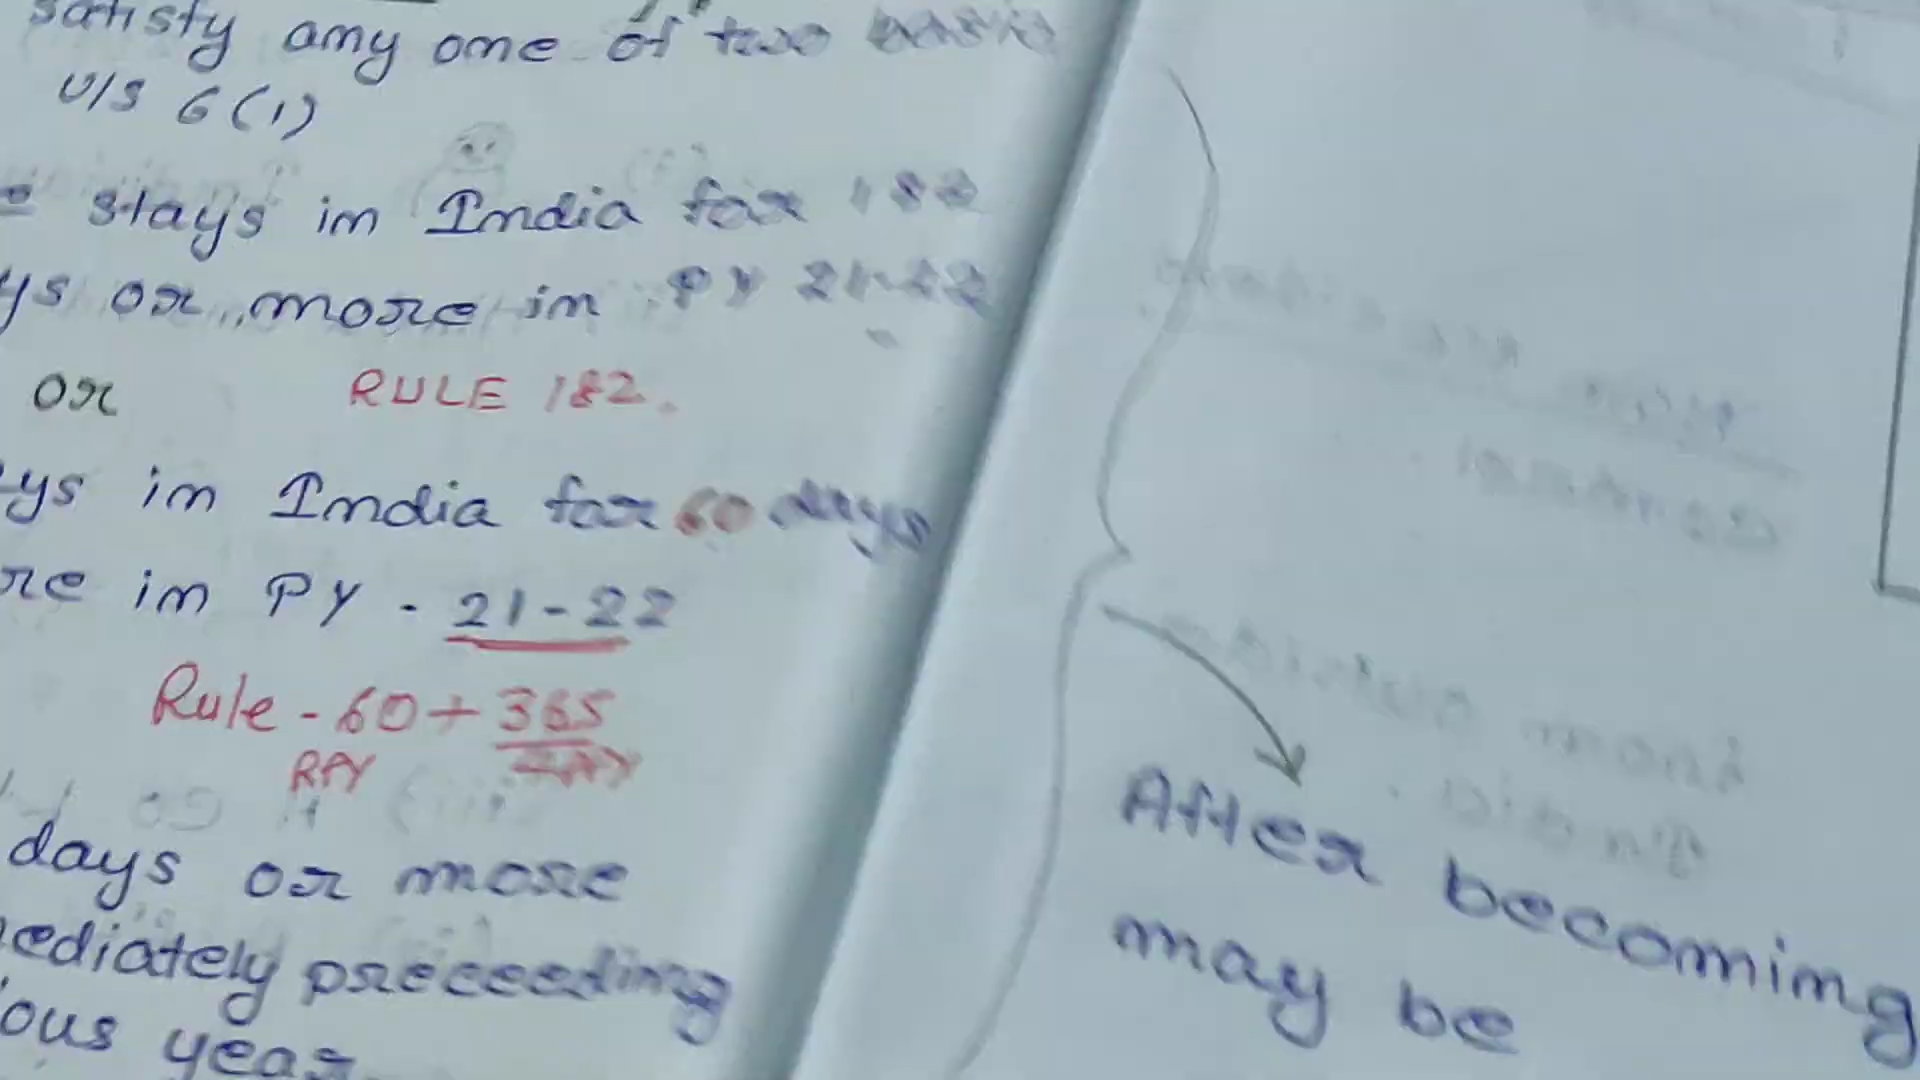 satisfy any one of two basic
U/S 6(1)
stays in India for 182
ys or more in PY 21-22
or RULE 182.
ys in India for 60 days
re in PY - 21-22
Rule - 60 + 365
RPY
days or more
ediately preceeding
ious year
After becoming
may be